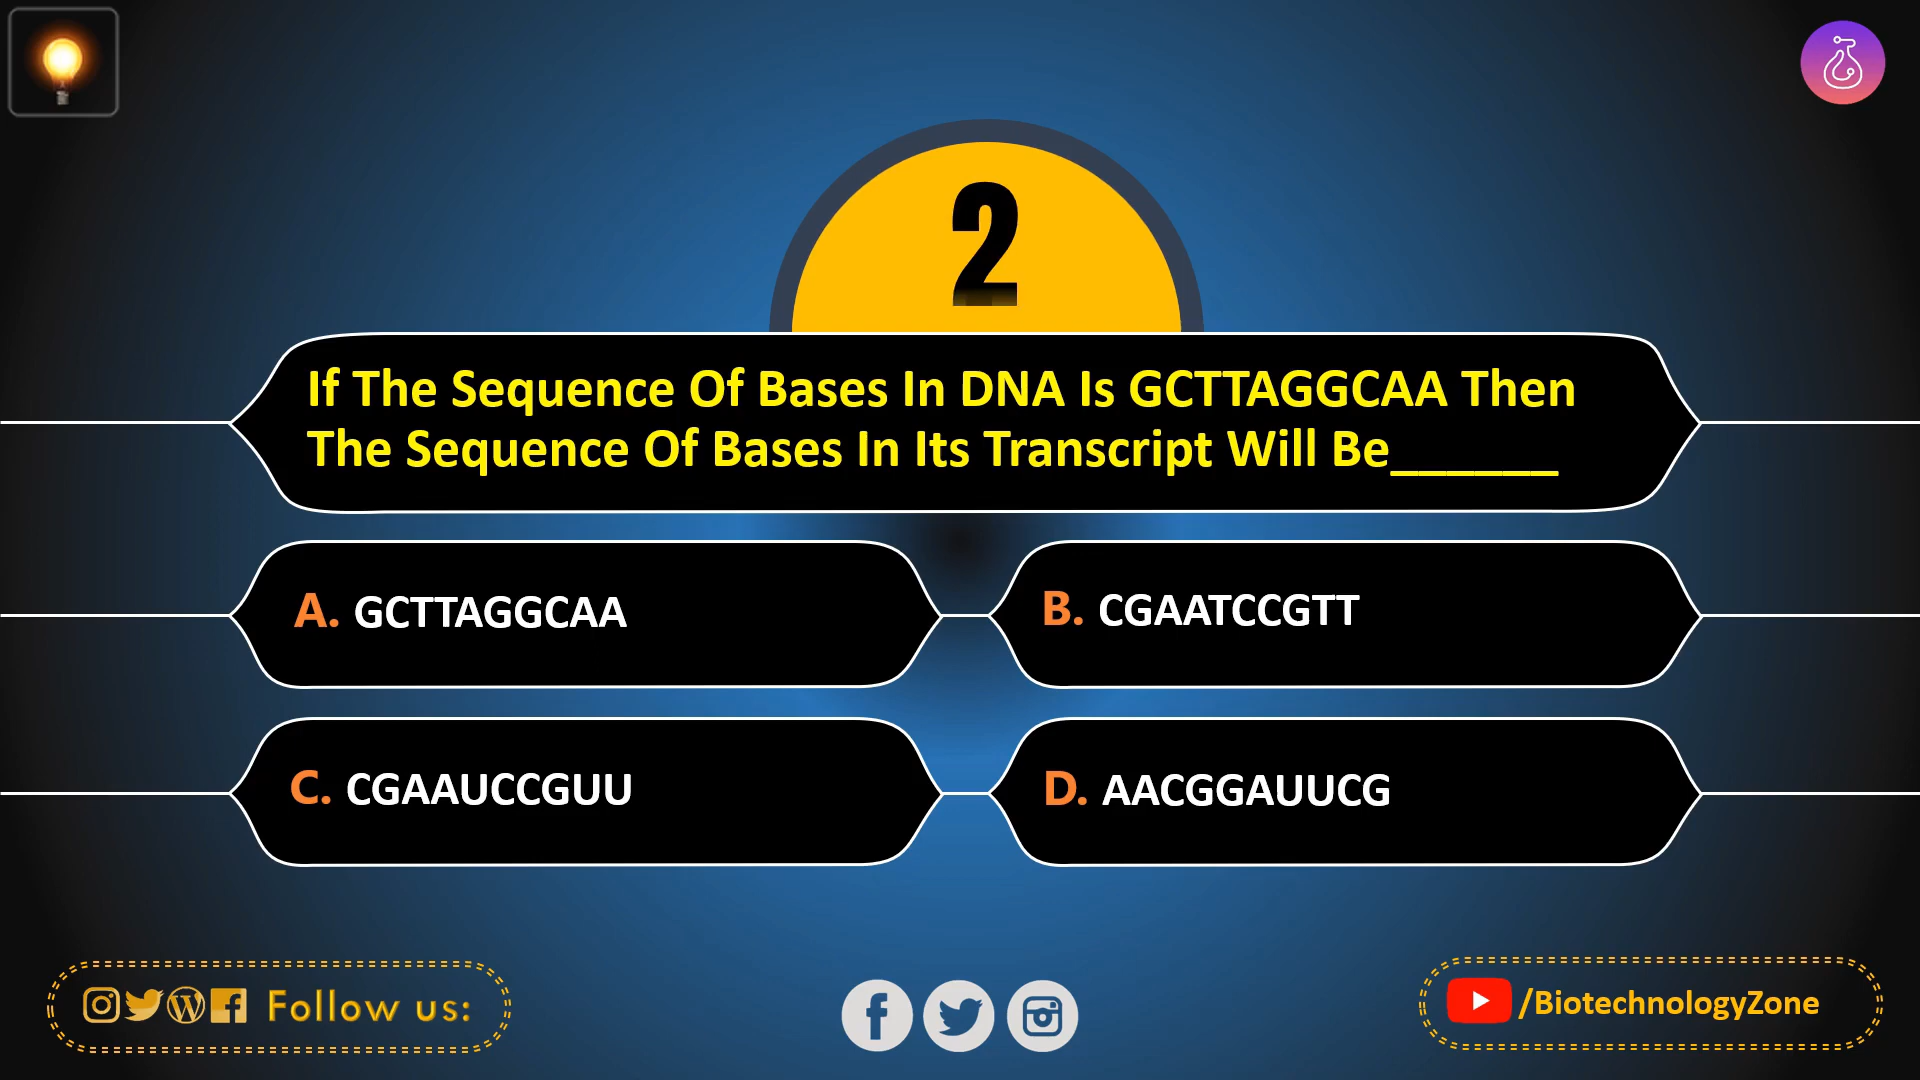 2
If The Sequence Of Bases In DNA Is GCTTAGGCAA Then
The Sequence Of Bases In Its Transcript Will Be______
A. GCTTAGGCAA
B. CGAATCCGTT
C. CGAAUCCGUU
D. AACGGAUUCG
Follow us:
/BiotechnologyZone